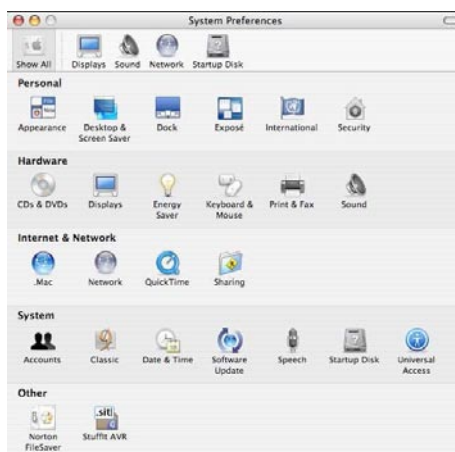 System Preferences
Show All Displays Sound Network Startup Disk
Personal
Appearance Desktop & Screen Saver Dock Exposé International Security
Hardware
CDs & DVDs Displays Energy Saver Keyboard & Mouse Print & Fax Sound
Internet & Network
.Mac Network QuickTime Sharing
System
Accounts Classic Date & Time Software Update Speech Startup Disk Universal Access
Other
.sit
Norton FileSaver StuffIt AVR